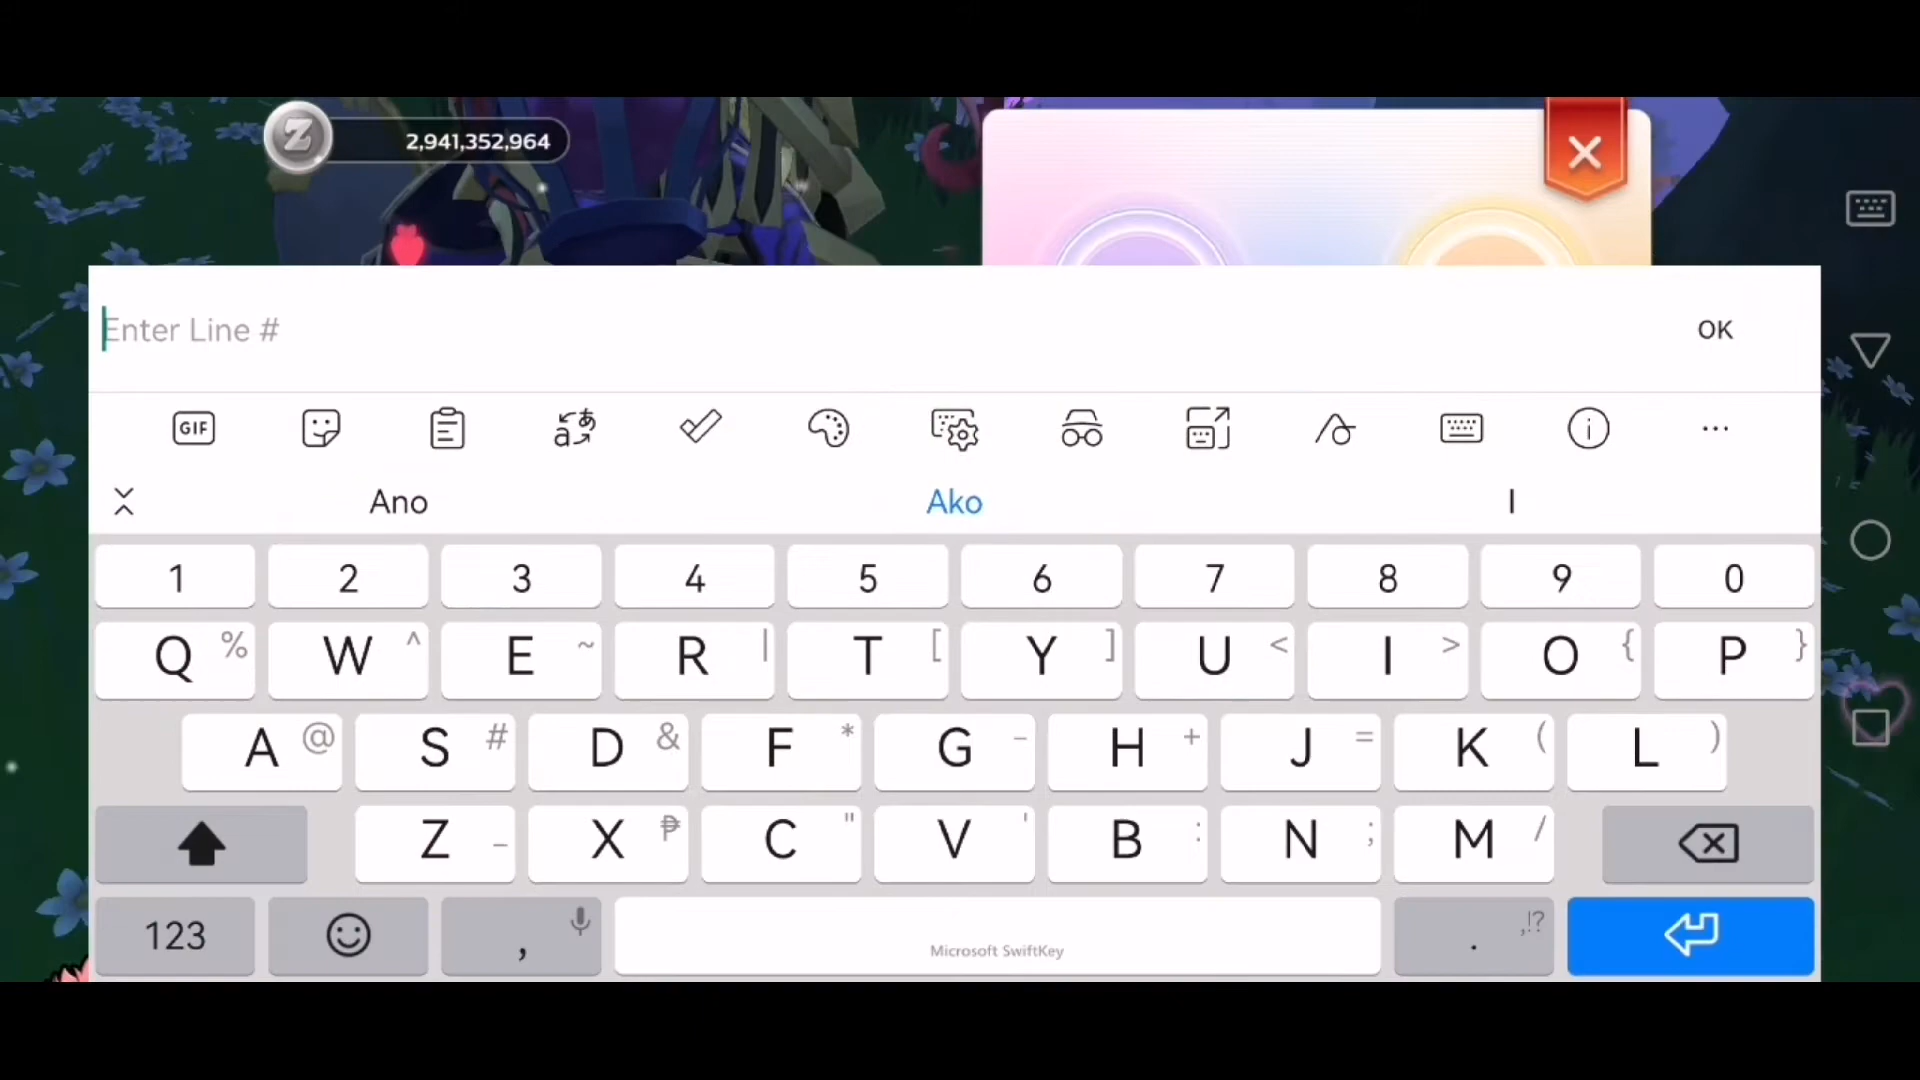 Z 2,941,352,964
Enter Line # OK
GIF
Ano Ako I
1 2 3 4 5 6 7 8 9 0
Q % W ^ E ~ R | T [ Y ] U < I > O { P }
A @ S # D & F * G - H + J = K ( L )
Z _ X ₱ C " V ' B : N ; M /
123 , Microsoft SwiftKey . ,!?